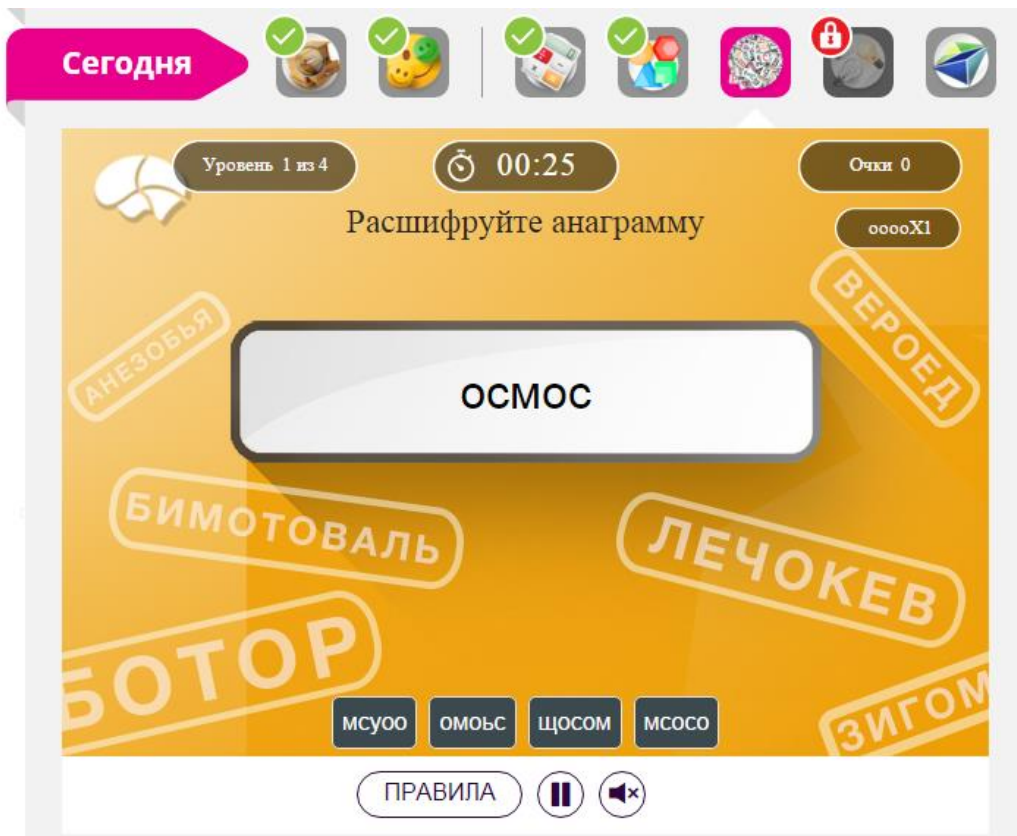 Сегодня
Уровень 1 из 4
00:25
Очки 0
Расшифруйте анаграмму
ооооX1
АНЕЗОБЬЯ
ВЕРОЕД
осмос
БИМОТОВАЛЬ
ЛЕЧОКЕВ
БОТОР
ЗИГОМ
мсуоо
омоьс
щосом
мсосо
ПРАВИЛА